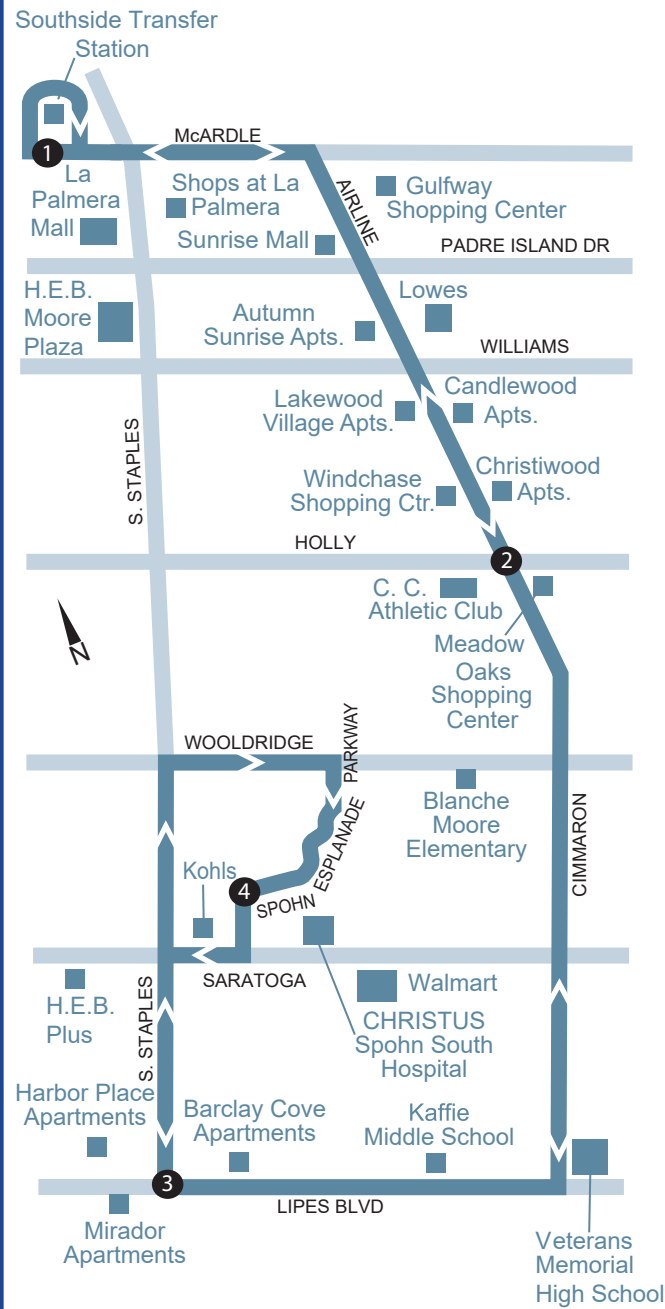 Southside Transfer
Station
1
McARDLE
La
Palmera
Mall
Shops at La
Palmera
Sunrise Mall
AIRLINE
Gulfway
Shopping Center
PADRE ISLAND DR
H.E.B.
Moore
Plaza
Autumn
Sunrise Apts.
Lowes
WILLIAMS
Lakewood
Village Apts.
Candlewood
Apts.
S. STAPLES
Windchase
Shopping Ctr.
Christiwood
Apts.
HOLLY
2
C. C.
Athletic Club
Meadow
Oaks
Shopping
Center
N
WOOLDRIDGE
PARKWAY
Blanche
Moore
Elementary
CIMMARON
Kohls
4
SPOHN
ESPLANADE
SARATOGA
H.E.B.
Plus
S. STAPLES
Walmart
CHRISTUS
Spohn South
Hospital
Harbor Place
Apartments
Barclay Cove
Apartments
Kaffie
Middle School
3
LIPES BLVD
Mirador
Apartments
Veterans
Memorial
High School